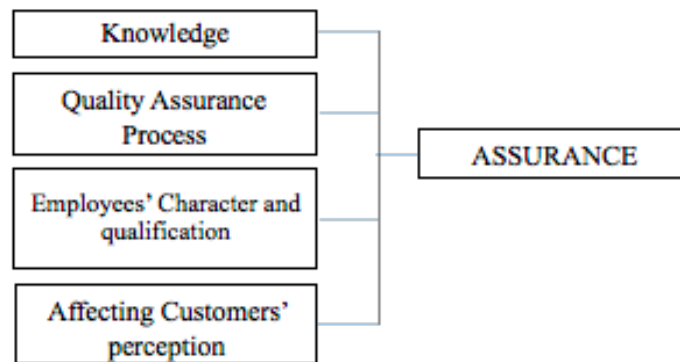 Knowledge
Quality Assurance
Process
ASSURANCE
Employees' Character and
qualification
Affecting Customers'
perception